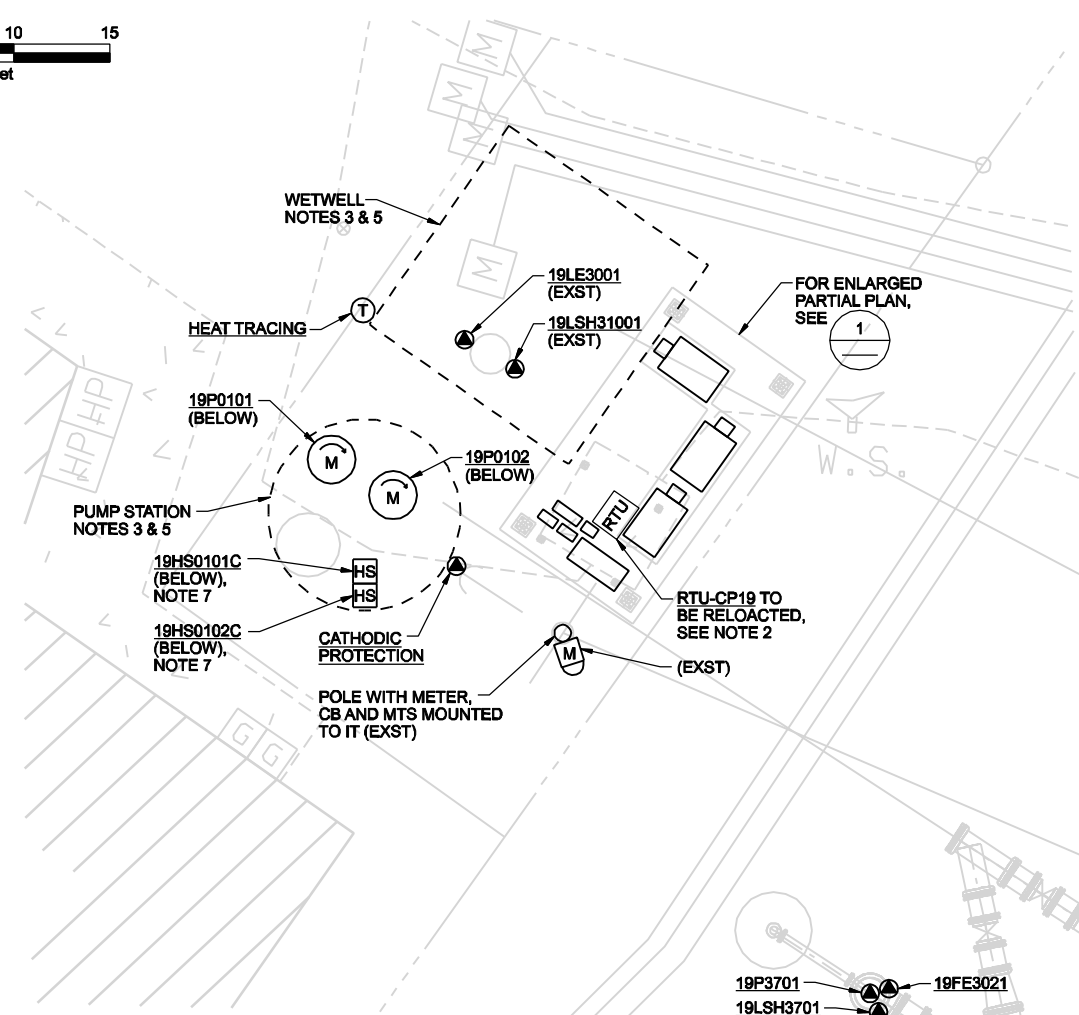 10 15
et
M
M
M
WETWELL
NOTES 3 & 5
M
19LE3001
(EXST)
FOR ENLARGED
PARTIAL PLAN,
SEE
1
T
HEAT TRACING
19LSH31001
(EXST)
HP
HP
19P0101
(BELOW)
M
19P0102
(BELOW)
M
W.S.
PUMP STATION
NOTES 3 & 5
RTU
19HS0101C
(BELOW),
NOTE 7
HS
HS
19HS0102C
(BELOW),
NOTE 7
CATHODIC
PROTECTION
RTU-CP19 TO
BE RELOACTED,
SEE NOTE 2
M
(EXST)
POLE WITH METER,
CB AND MTS MOUNTED
TO IT (EXST)
G
G
19P3701
19FE3021
19LSH3701